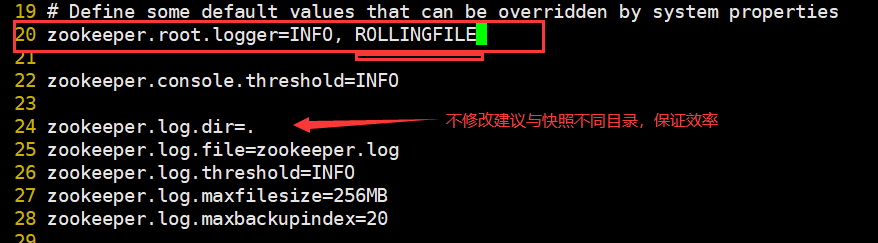 19 # Define some default values that can be overridden by system properties
20 zookeeper.root.logger=INFO, ROLLINGFILE
21
22 zookeeper.console.threshold=INFO
23
24 zookeeper.log.dir=. 不修改建议与快照不同目录，保证效率
25 zookeeper.log.file=zookeeper.log
26 zookeeper.log.threshold=INFO
27 zookeeper.log.maxfilesize=256MB
28 zookeeper.log.maxbackupindex=20
29